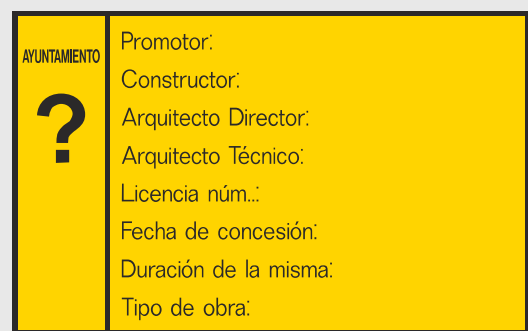 AYUNTAMIENTO
?
Promotor:
Constructor:
Arquitecto Director:
Arquitecto Técnico:
Licencia núm..:
Fecha de concesión:
Duración de la misma:
Tipo de obra: